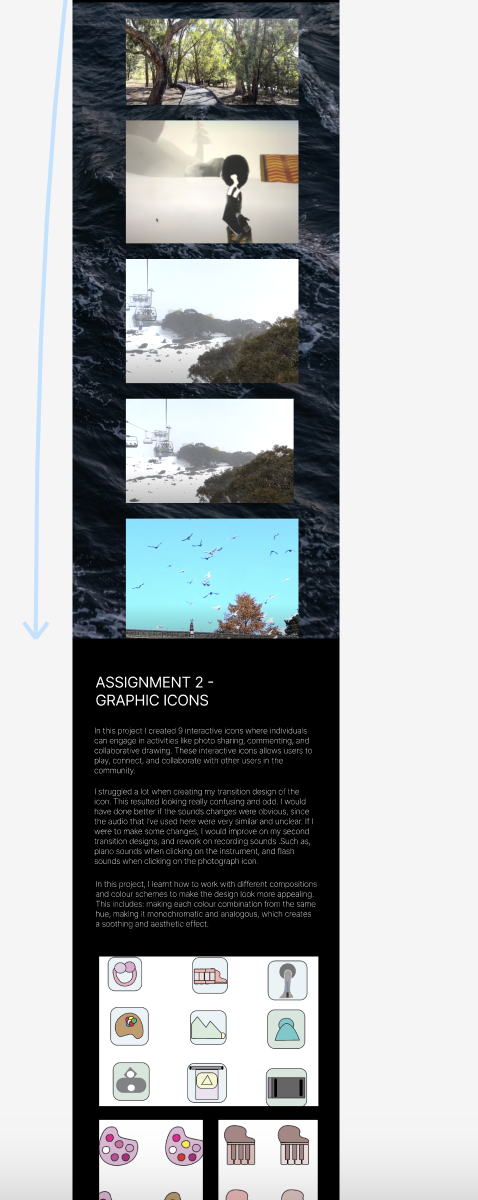 ASSIGNMENT 2 -
GRAPHIC ICONS
In this project I created 9 interactive icons where individuals
can engage in activities like photo sharing, commenting, and
collaborative drawing. These interactive icons allows users to
play, connect, and collaborate with other users in the
community.
I struggled a lot when creating my transition design of the
icon. This resulted looking really confusing and odd. I would
have done better if the sounds changes were obvious, since
the audio that I've used here were very similar and unclear. If I
were to make some changes, I would improve on my second
transition designs, and rework on recording sounds .Such as,
piano sounds when clicking on the instrument, and flash
sounds when clicking on the photograph icon.
In this project, I learnt how to work with different compositions
and colour schemes to make the design look more appealing.
This includes: making each colour combination from the same
hue, making it monochromatic and analogous, which creates
a soothing and aesthetic effect.